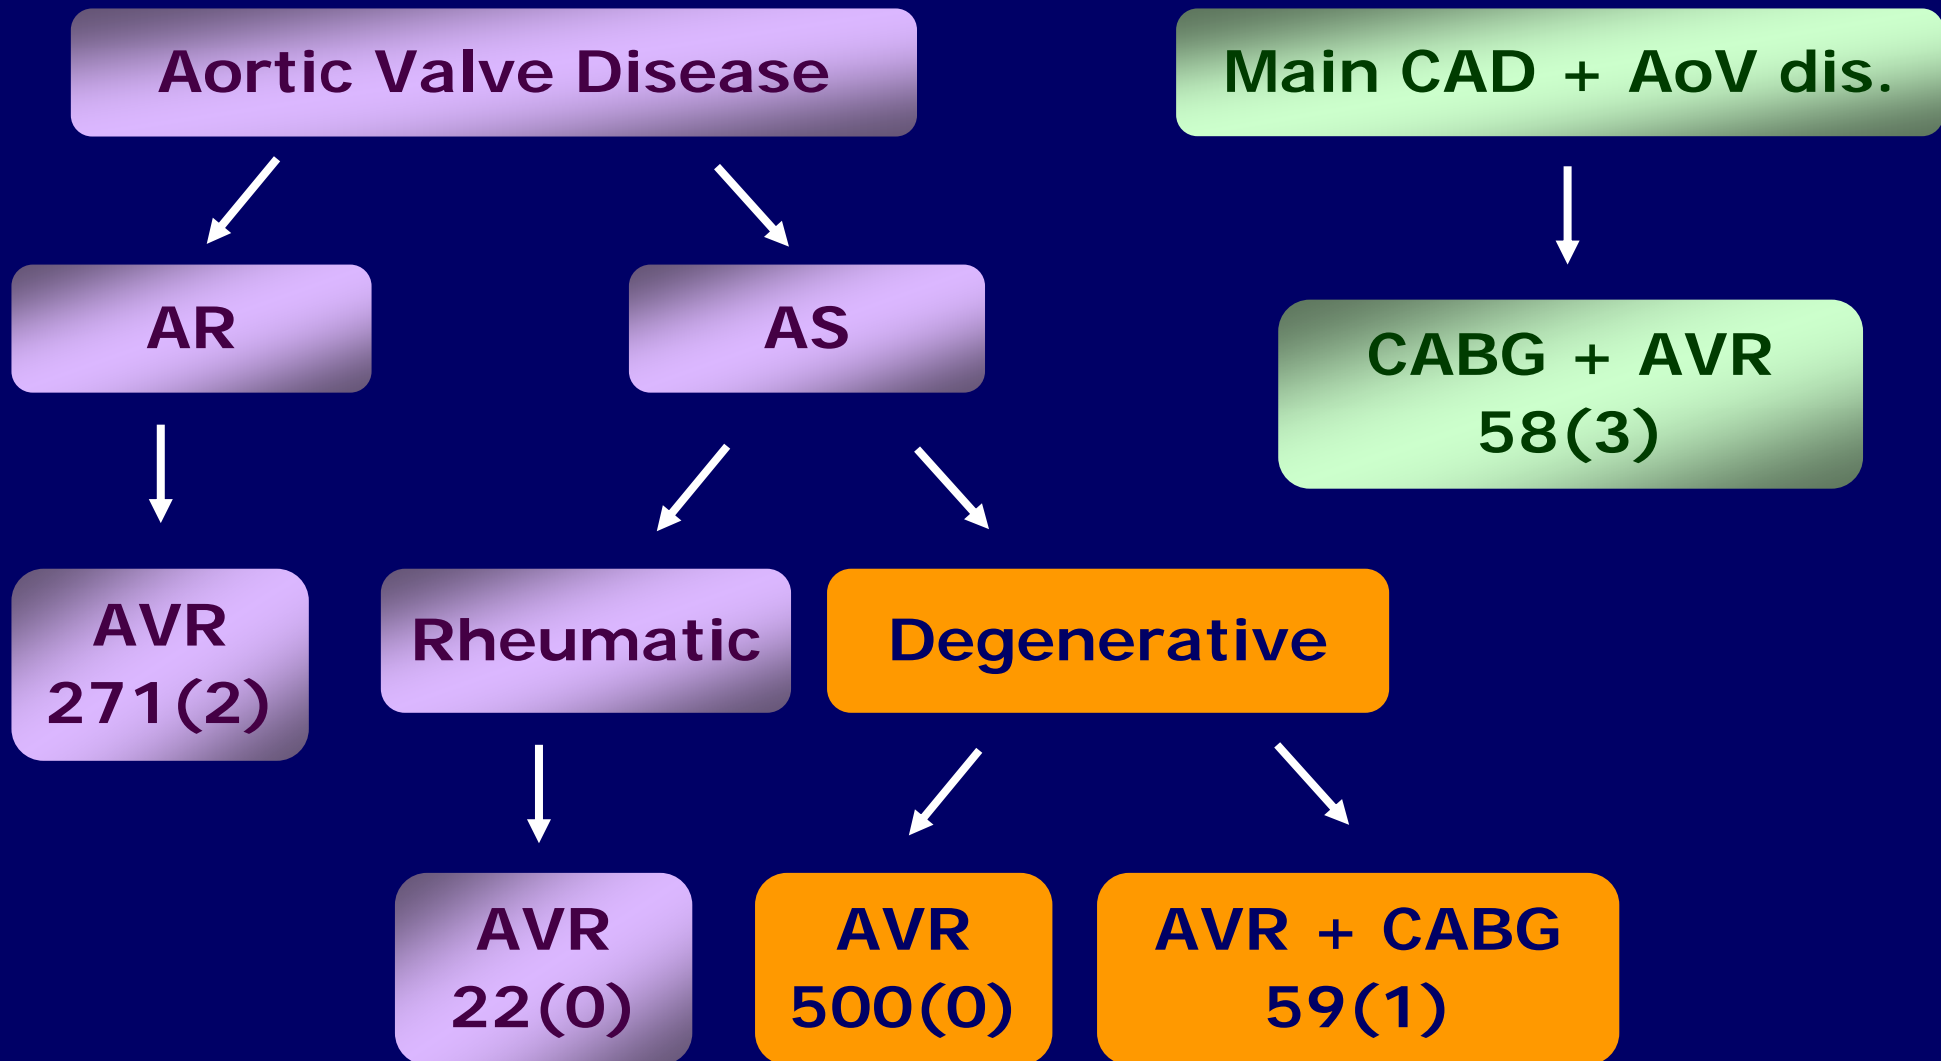 Aortic Valve Disease
Main CAD + AoV dis.
AR
AS
CABG + AVR
58(3)
AVR
271(2)
Rheumatic
Degenerative
AVR
22(0)
AVR
500(0)
AVR + CABG
59(1)